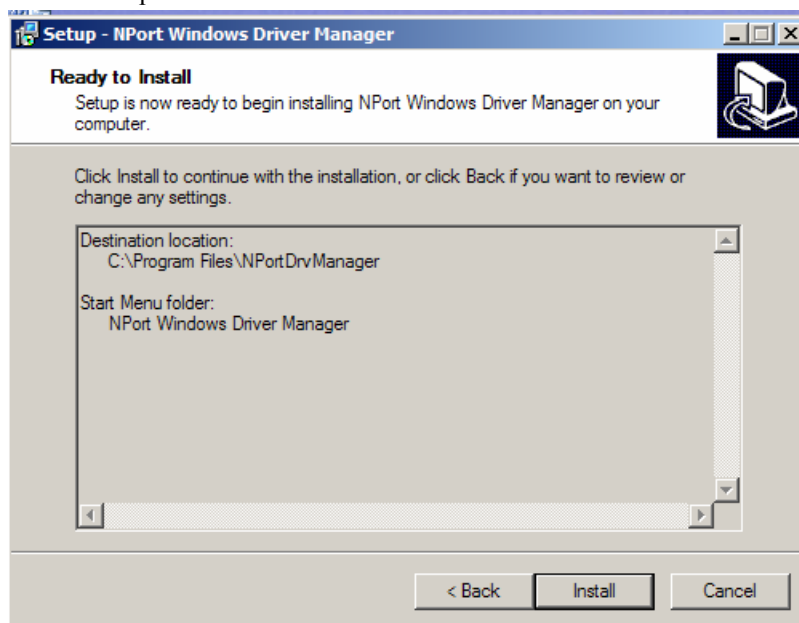 Setup - NPort Windows Driver Manager
Ready to Install
Setup is now ready to begin installing NPort Windows Driver Manager on your
computer.
Click Install to continue with the installation, or click Back if you want to review or
change any settings.
Destination location:
C:\Program Files\NPortDrvManager
Start Menu folder:
NPort Windows Driver Manager
< Back Install Cancel